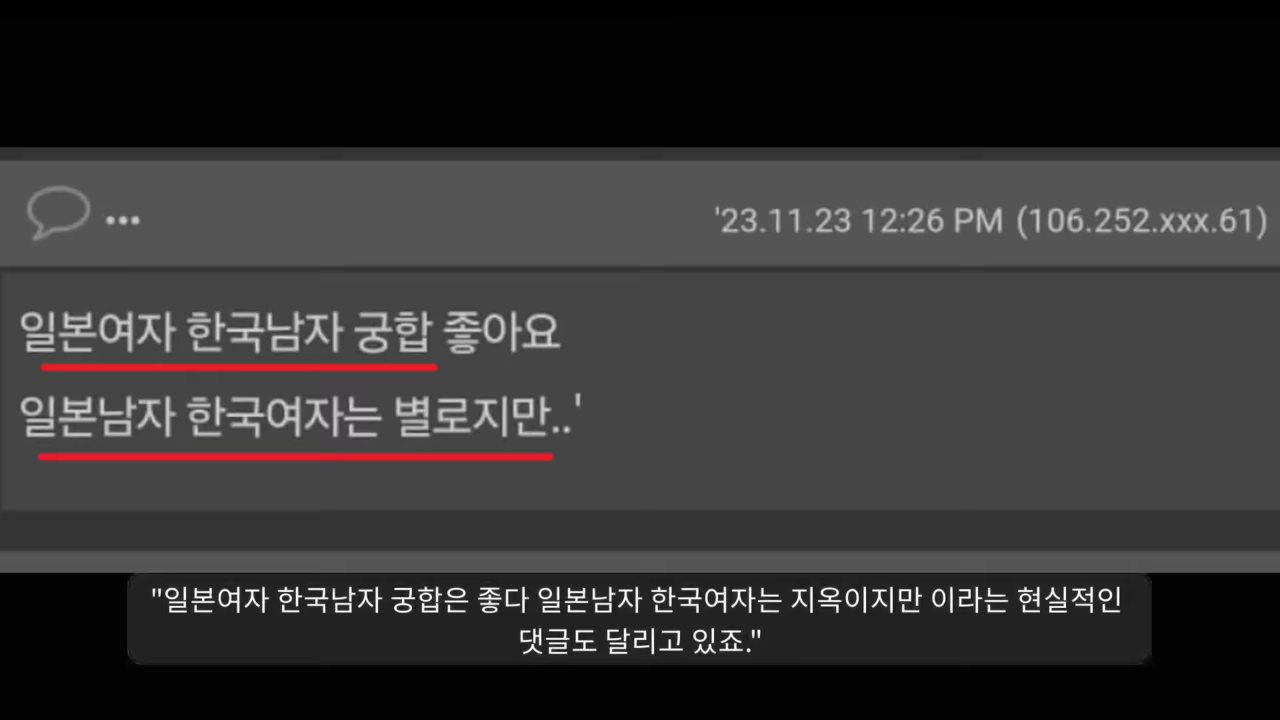 ...
'23.11.23 12:26 PM (106.252.xxx.61)
일본여자 한국남자 궁합 좋아요
일본남자 한국여자는 별로지만..'
"일본여자 한국남자 궁합은 좋다 일본남자 한국여자는 지옥이지만 이라는 현실적인
댓글도 달리고 있죠."